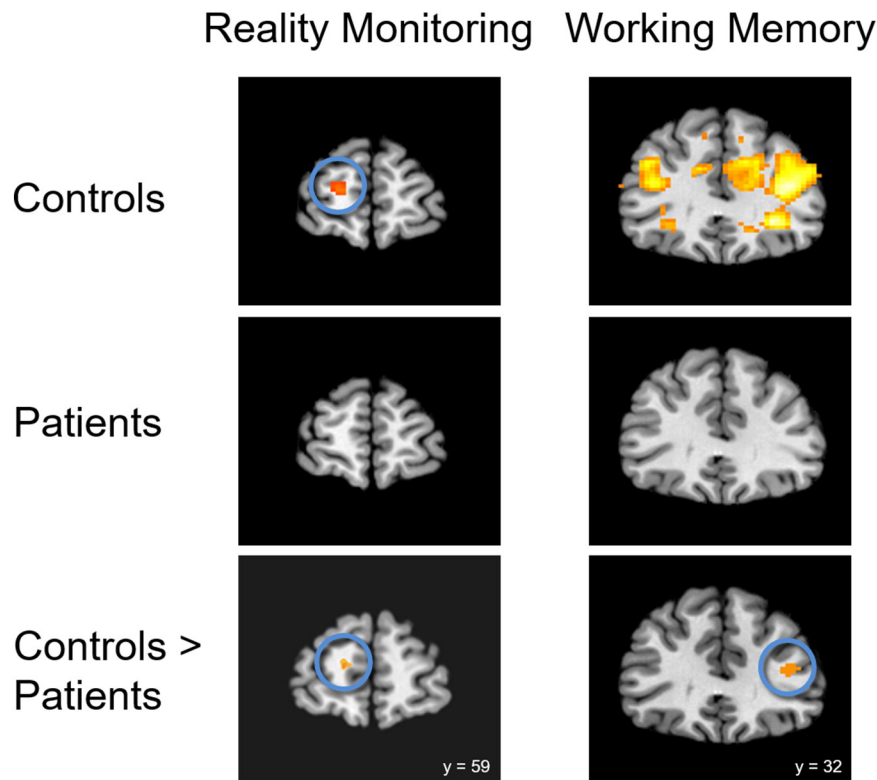 Reality Monitoring
Working Memory
Controls
Patients
Controls >
Patients
y = 59
y = 32